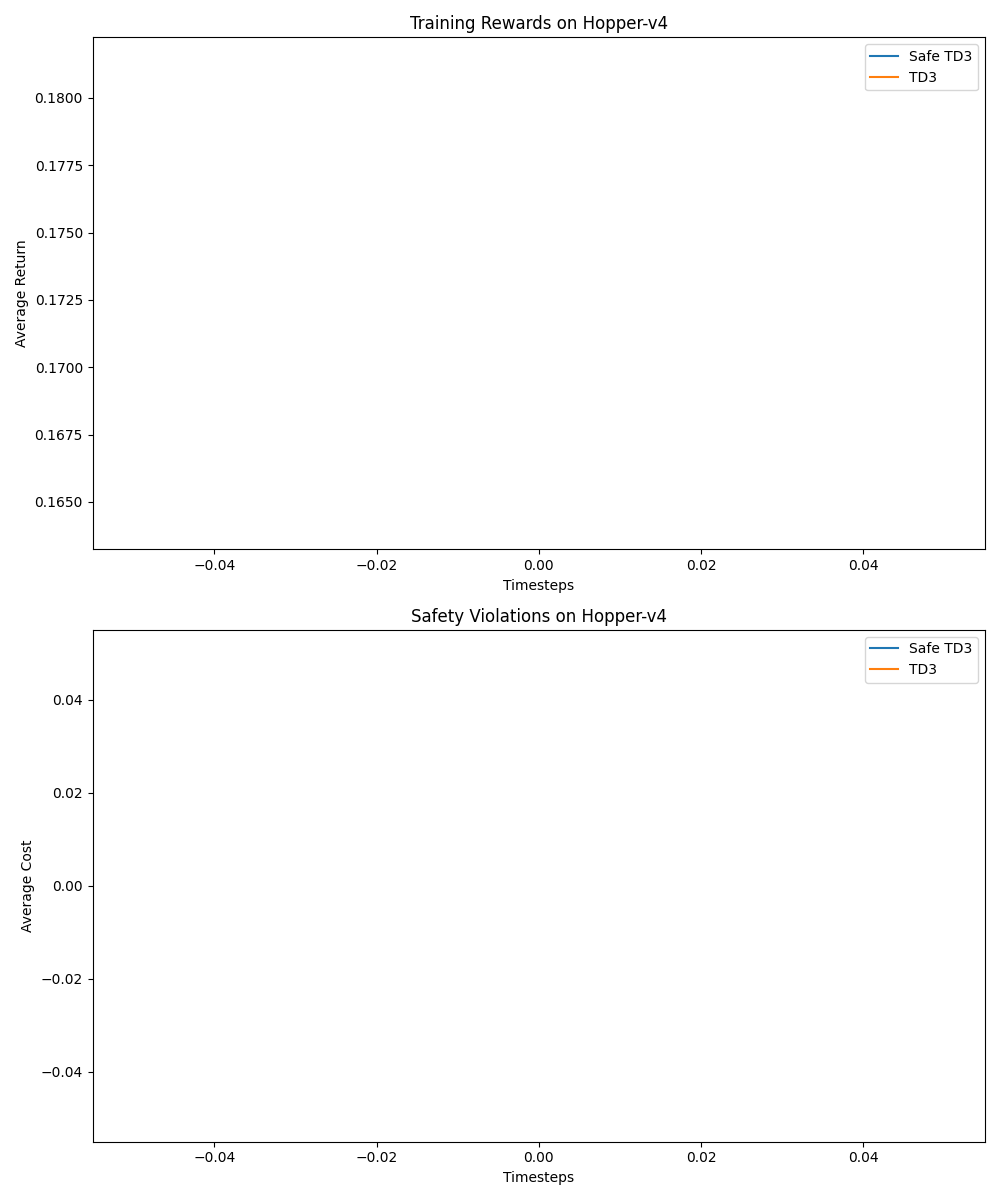 Training Rewards on Hopper-v4
Safe TD3
TD3
0.1800
0.1775
0.1750
0.1725
0.1700
0.1675
0.1650
Average Return
−0.04 −0.02 0.00 0.02 0.04
Timesteps
Safety Violations on Hopper-v4
Safe TD3
TD3
0.04
0.02
0.00
−0.02
−0.04
Average Cost
−0.04 −0.02 0.00 0.02 0.04
Timesteps